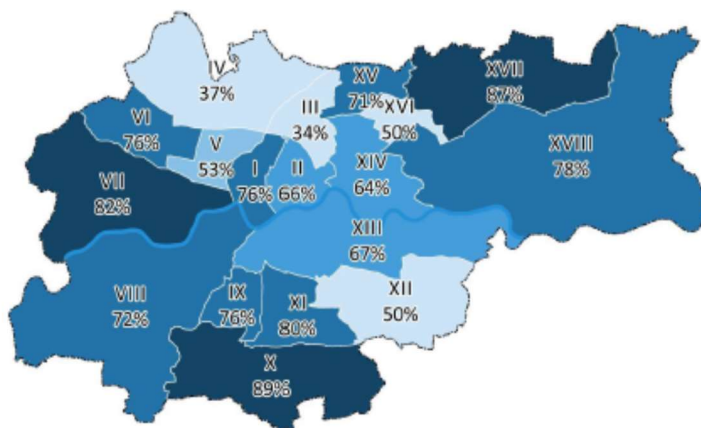 IV
37%
XV
71%
XVII
87%
VI
76%
III
34%
XVI
50%
V
53%
XVIII
78%
I
76%
II
66%
XIV
64%
VII
82%
XIII
67%
VIII
72%
IX
76%
XI
80%
XII
50%
X
89%